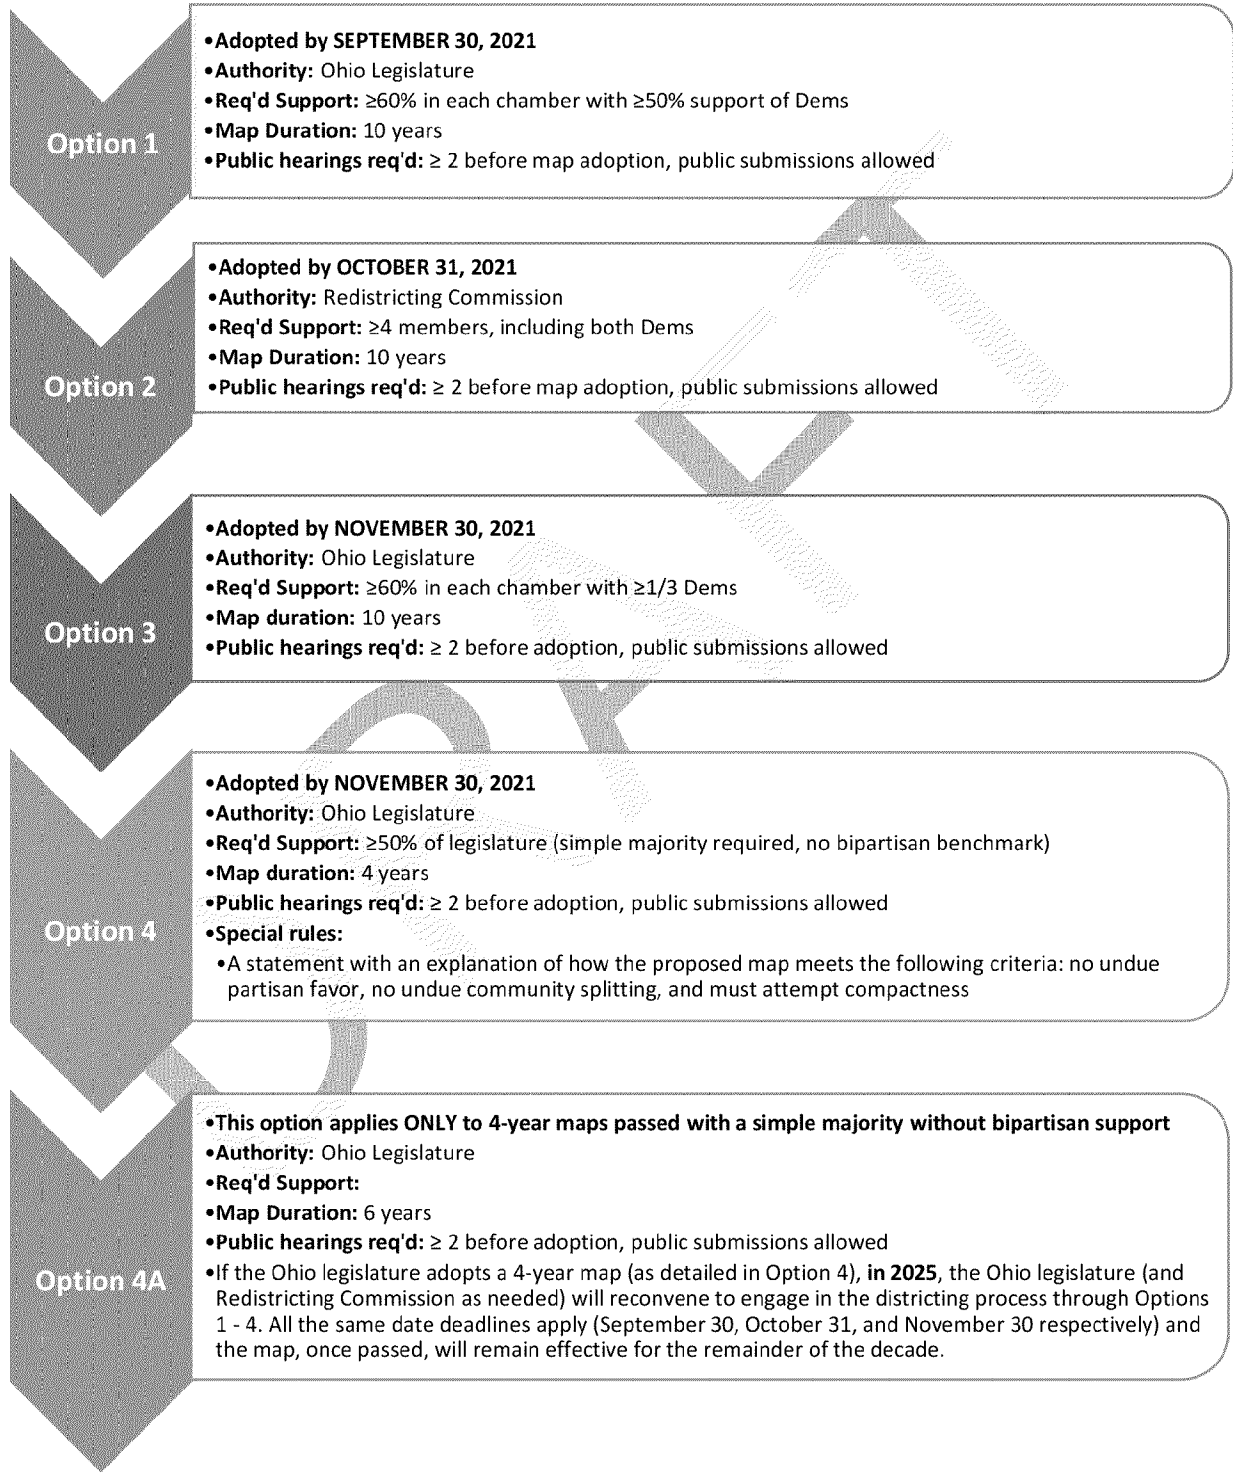 Option 1
•Adopted by SEPTEMBER 30, 2021
•Authority: Ohio Legislature
•Req'd Support: ≥60% in each chamber with ≥50% support of Dems
•Map Duration: 10 years
•Public hearings req'd: ≥ 2 before map adoption, public submissions allowed
Option 2
•Adopted by OCTOBER 31, 2021
•Authority: Redistricting Commission
•Req'd Support: ≥4 members, including both Dems
•Map Duration: 10 years
•Public hearings req'd: ≥ 2 before map adoption, public submissions allowed
Option 3
•Adopted by NOVEMBER 30, 2021
•Authority: Ohio Legislature
•Req'd Support: ≥60% in each chamber with ≥1/3 Dems
•Map duration: 10 years
•Public hearings req'd: ≥ 2 before adoption, public submissions allowed
Option 4
•Adopted by NOVEMBER 30, 2021
•Authority: Ohio Legislature
•Req'd Support: ≥50% of legislature (simple majority required, no bipartisan benchmark)
•Map duration: 4 years
•Public hearings req'd: ≥ 2 before adoption, public submissions allowed
•Special rules:
•A statement with an explanation of how the proposed map meets the following criteria: no undue
partisan favor, no undue community splitting, and must attempt compactness
Option 4A
•This option applies ONLY to 4-year maps passed with a simple majority without bipartisan support
•Authority: Ohio Legislature
•Req'd Support:
•Map Duration: 6 years
•Public hearings req'd: ≥ 2 before adoption, public submissions allowed
•If the Ohio legislature adopts a 4-year map (as detailed in Option 4), in 2025, the Ohio legislature (and
Redistricting Commission as needed) will reconvene to engage in the districting process through Options
1 - 4. All the same date deadlines apply (September 30, October 31, and November 30 respectively) and
the map, once passed, will remain effective for the remainder of the decade.
DRAFT